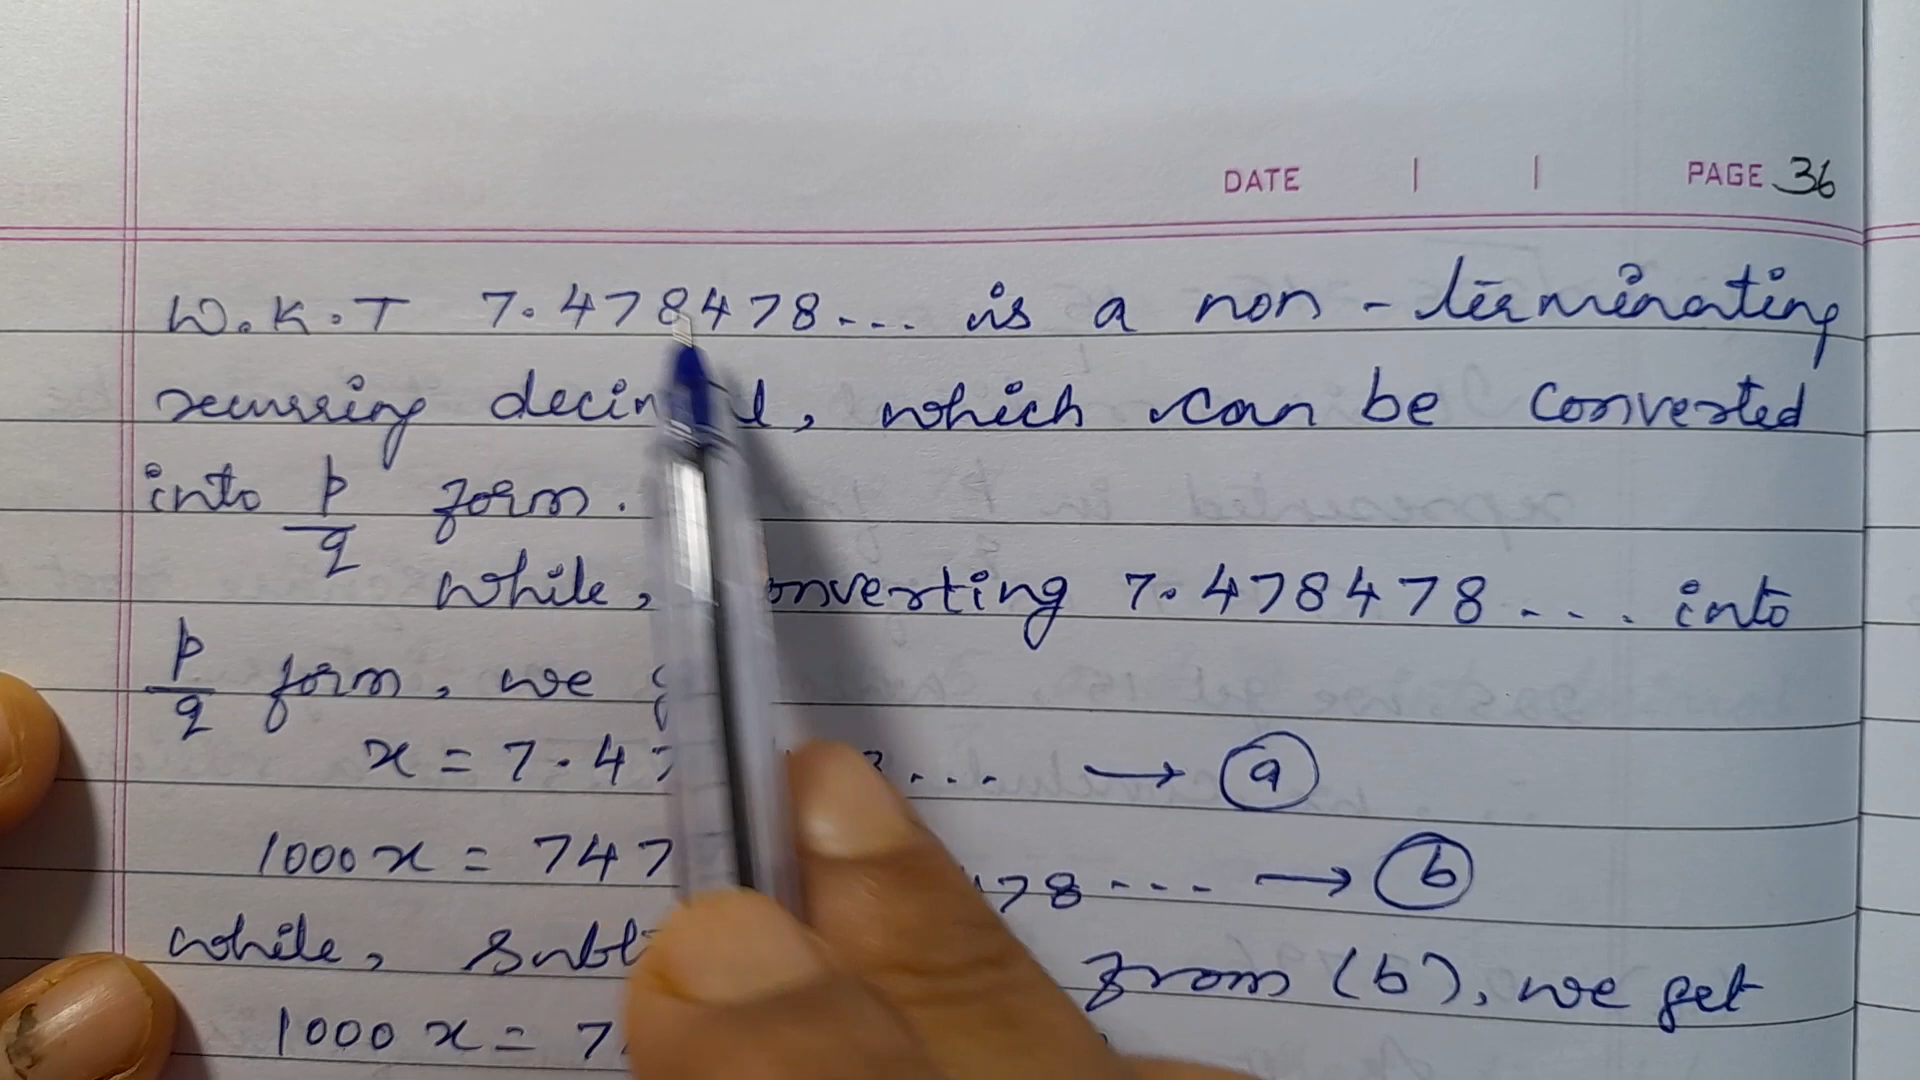 DATE | | PAGE 36
W.K.T 7.478478... is a non-terminating
recurring decimal, which can be converted
into p/q form.
while, converting 7.478478... into
p/q form, we
x = 7.47 ... → (a)
1000x = 747 78... → (b)
while, from (b), we get
1000x = 7